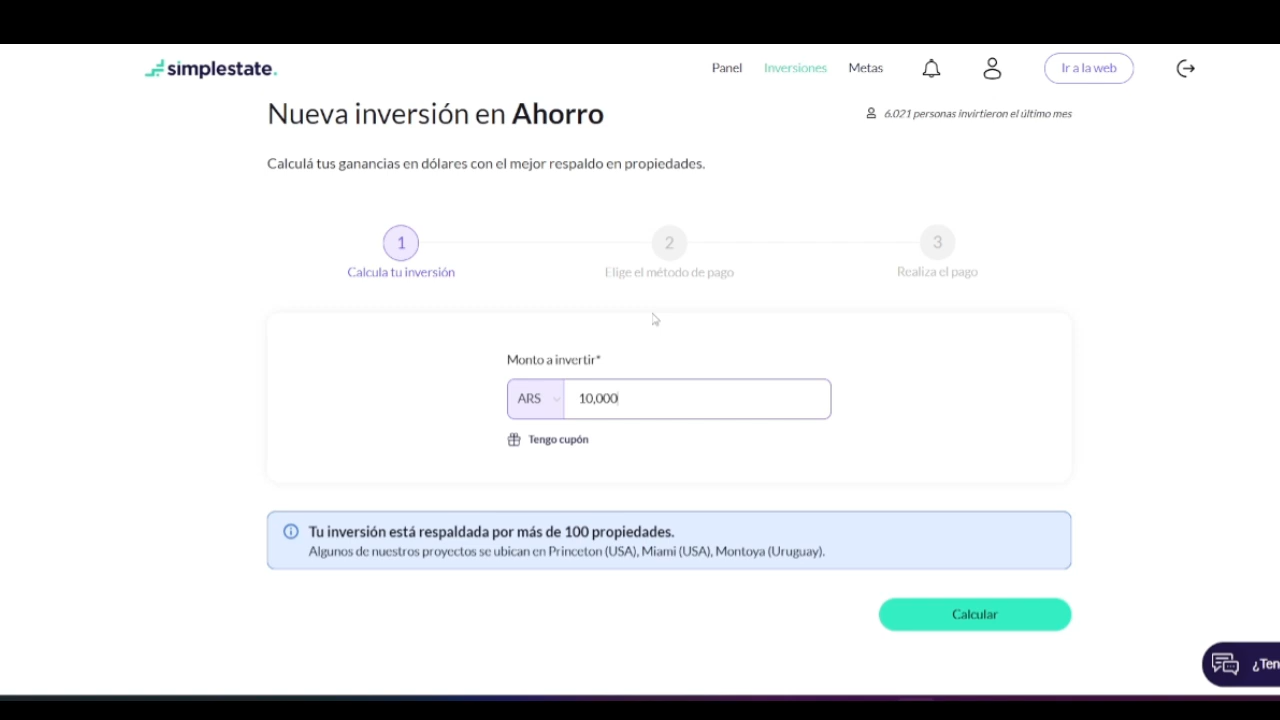 simplestate.
Panel
Inversiones
Metas
Ir a la web
Nueva inversión en Ahorro
6.021 personas invirtieron el último mes
Calculá tus ganancias en dólares con el mejor respaldo en propiedades.
1
2
3
Calcula tu inversión
Elige el método de pago
Realiza el pago
Monto a invertir*
ARS
10,000
Tengo cupón
Tu inversión está respaldada por más de 100 propiedades.
Algunos de nuestros proyectos se ubican en Princeton (USA), Miami (USA), Montoya (Uruguay).
Calcular
¿Ten